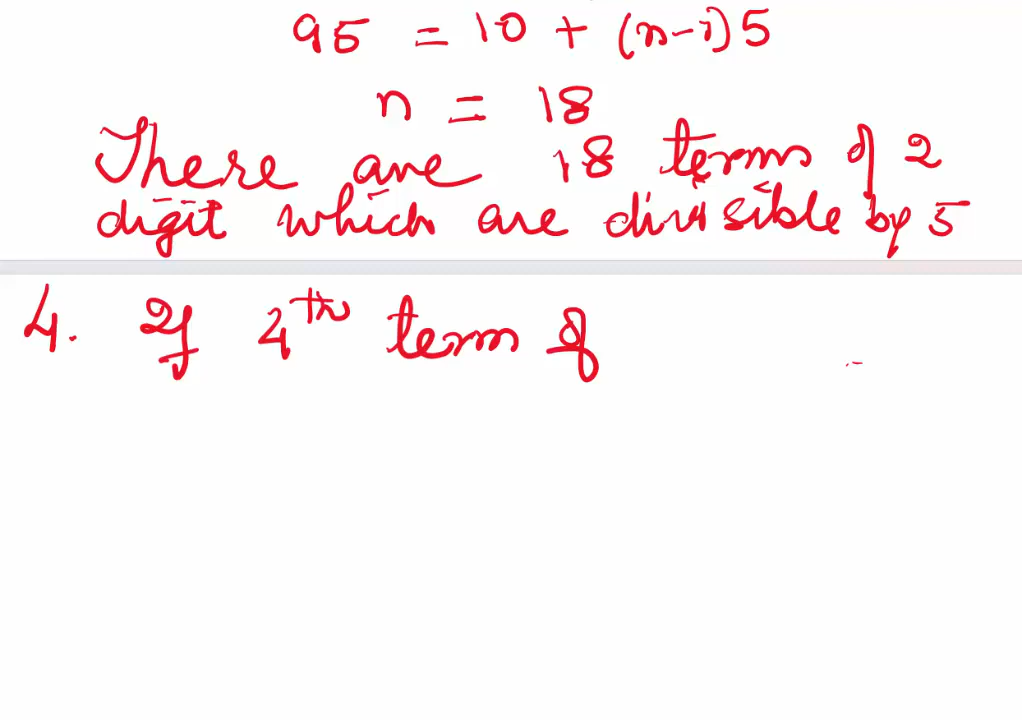 95 = 10 + (n-1)5
n = 18
There are 18 terms of 2
digit which are divisible by 5
4. If 4th term of